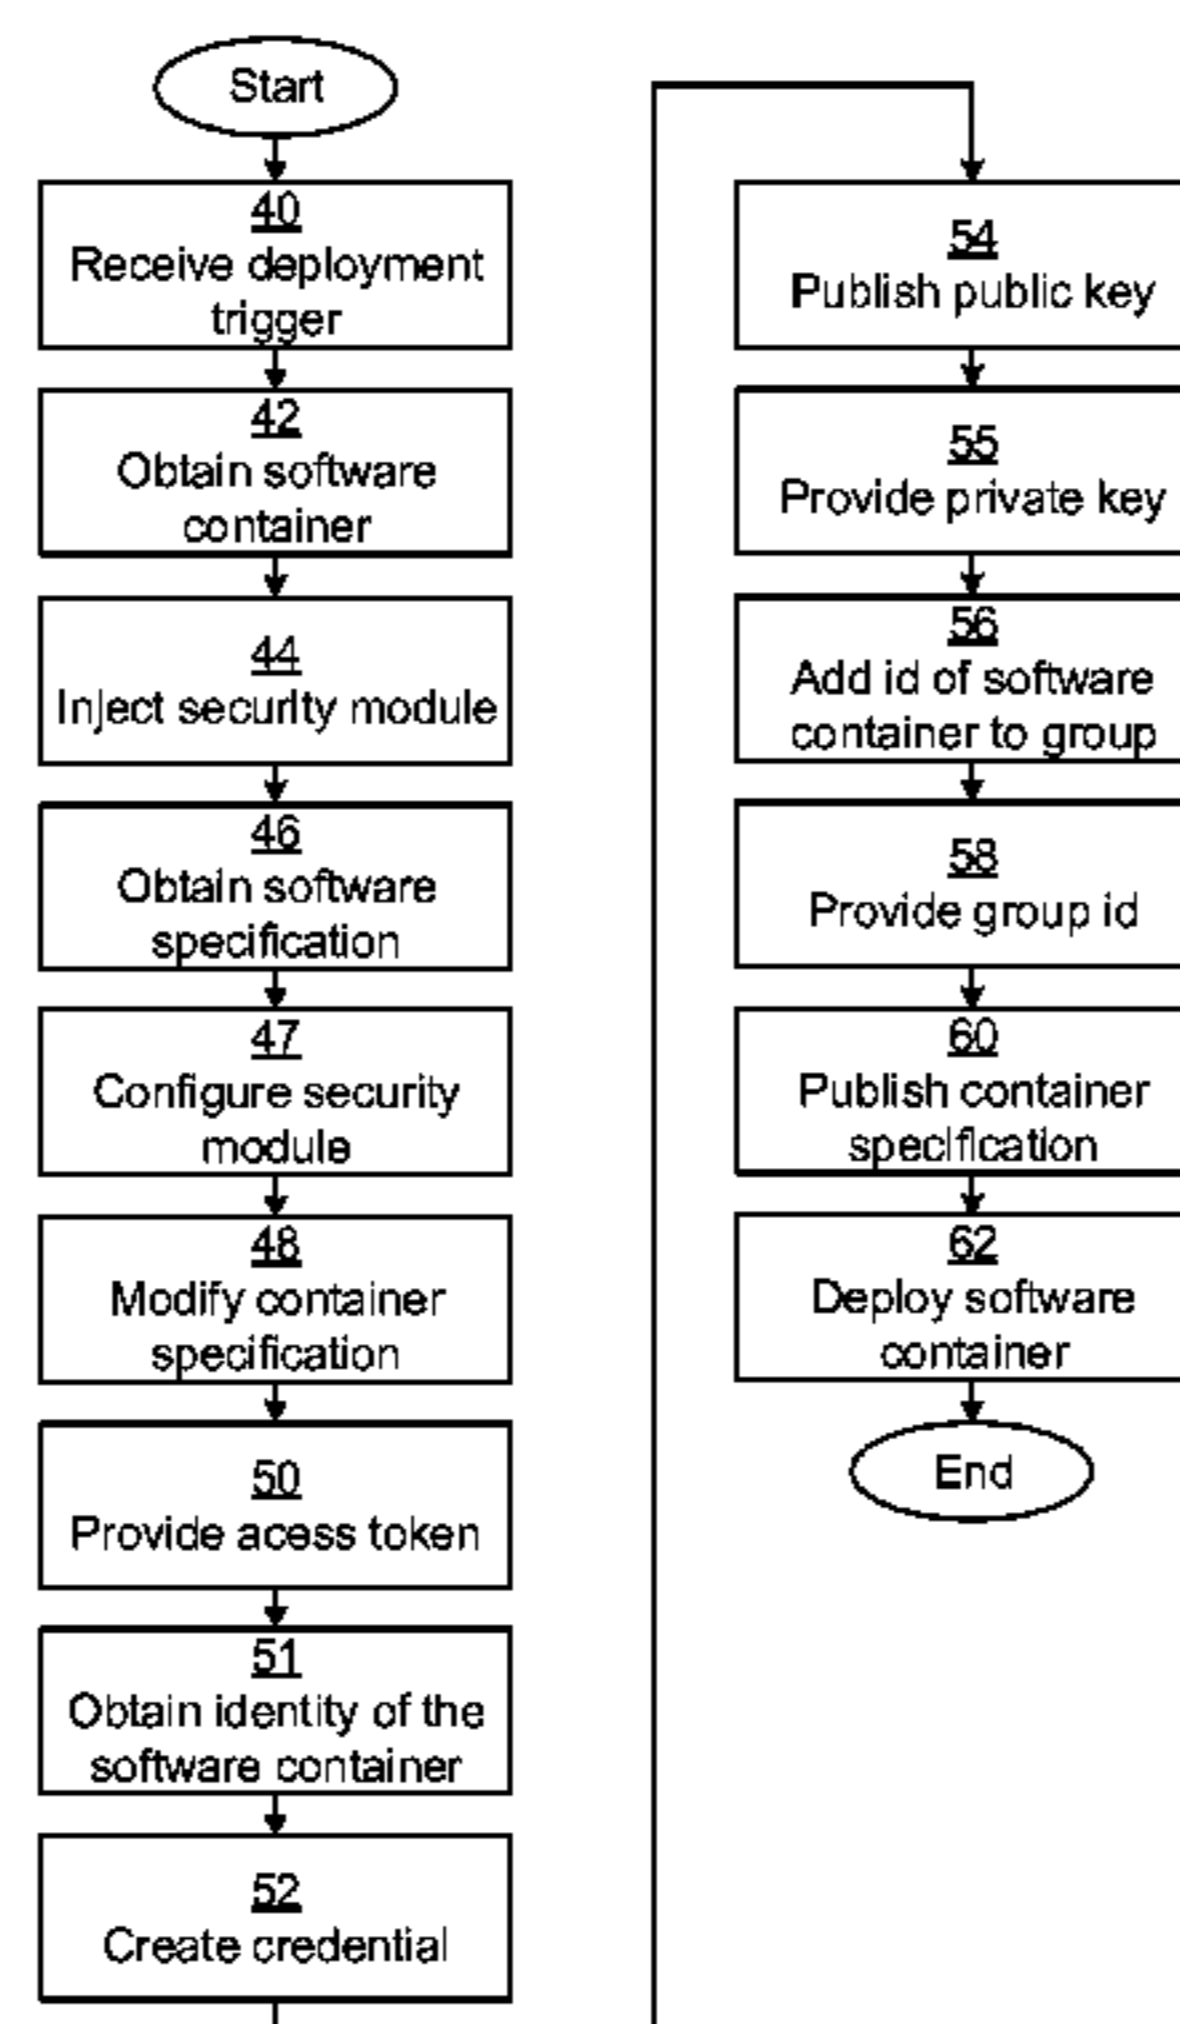 Start
40
Receive deployment
trigger
42
Obtain software
container
44
Inject security module
46
Obtain software
specification
47
Configure security
module
48
Modify container
specification
50
Provide acess token
51
Obtain identity of the
software container
52
Create credential
54
Publish public key
55
Provide private key
56
Add id of software
container to group
58
Provide group id
60
Publish container
specification
62
Deploy software
container
End